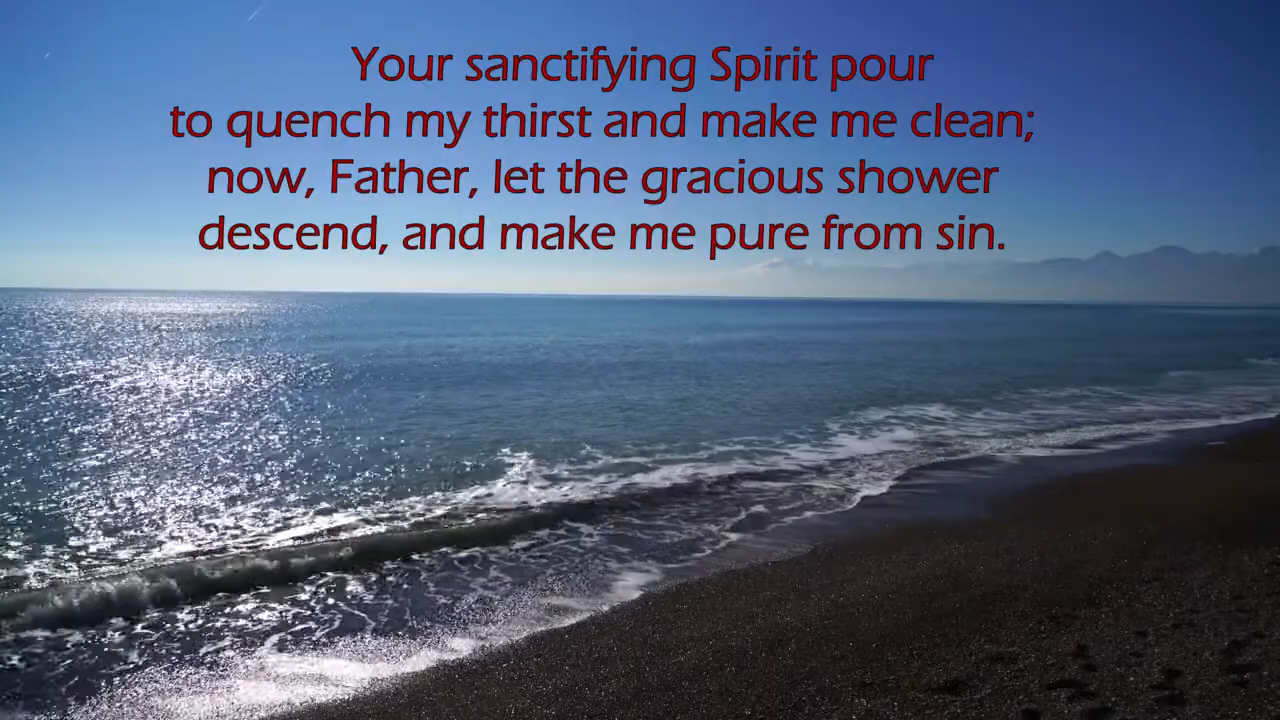 Your sanctifying Spirit pour
to quench my thirst and make me clean;
now, Father, let the gracious shower
descend, and make me pure from sin.